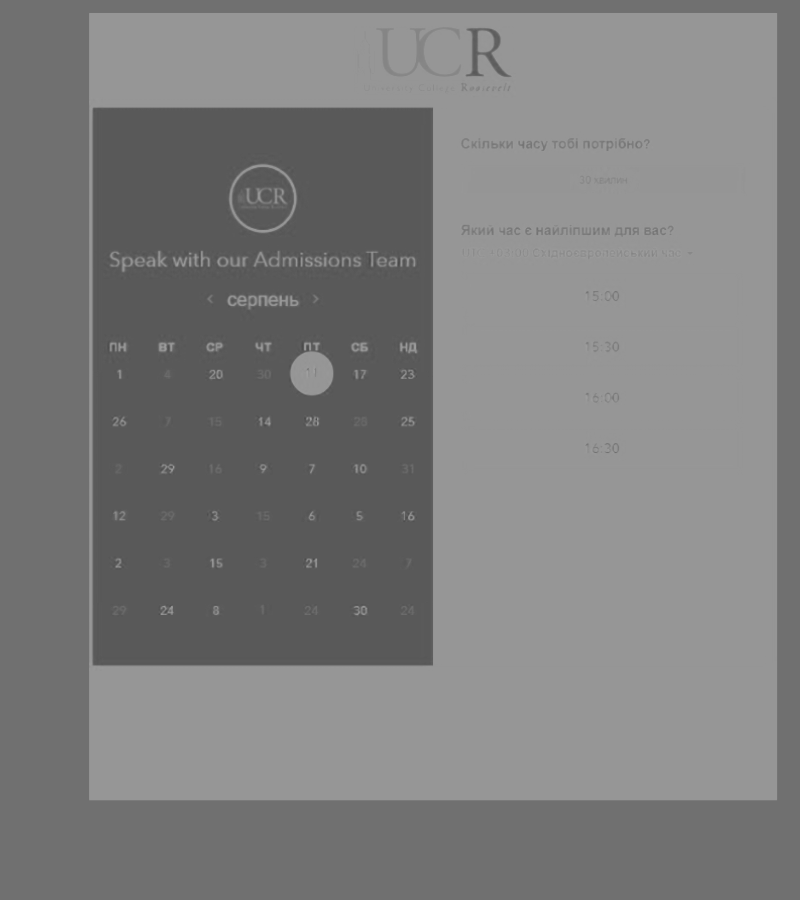 UCR
University College Roosevelt
UCR
Speak with our Admissions Team
серпень
ПН ВТ СР ЧТ ПТ СБ НД
1 4 20 30 11 17 23
26 7 15 14 28 28 25
2 29 16 9 7 10 31
12 29 3 15 6 5 16
2 3 15 3 21 24 7
29 24 8 1 24 30 24
Скільки часу тобі потрібно?
30 хвилин
Який час є найліпшим для вас?
Східноєвропейський час
15:00
15:30
16:00
16:30